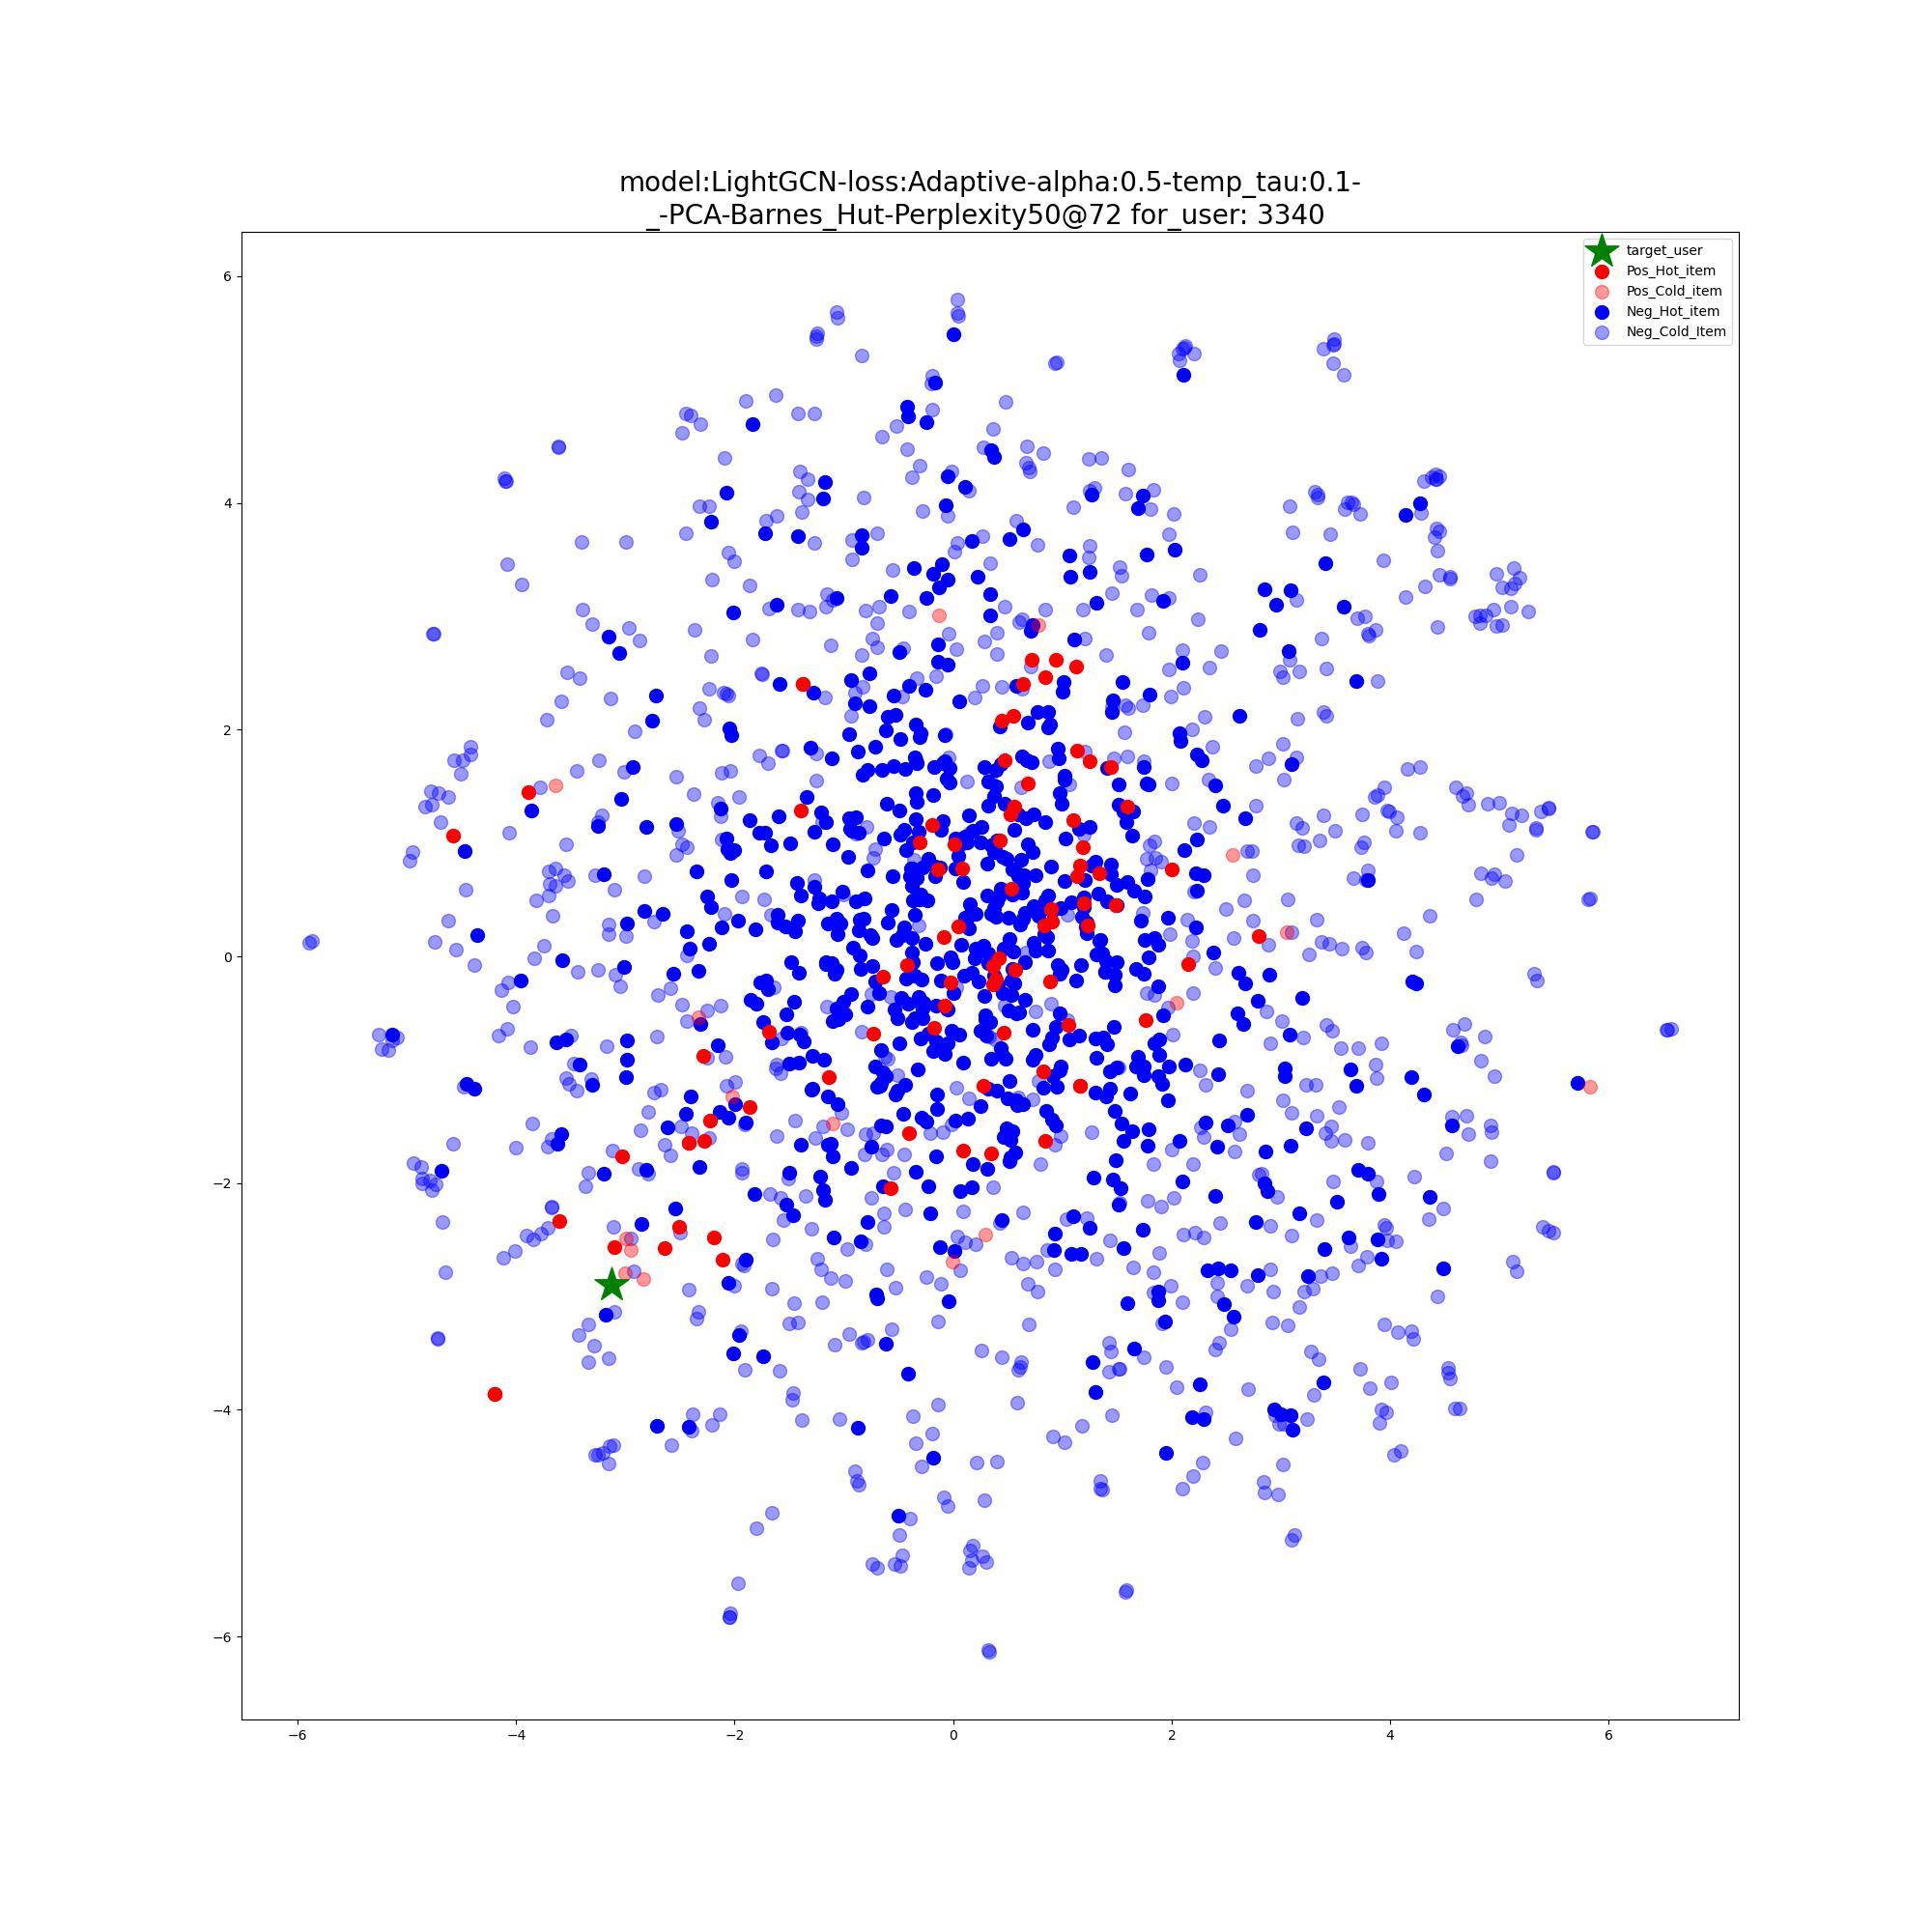 model:LightGCN-loss:Adaptive-alpha:0.5-temp_tau:0.1-
_-PCA-Barnes_Hut-Perplexity50@72 for_user: 3340
target_user
Pos_Hot_item
Pos_Cold_item
Neg_Hot_item
Neg_Cold_Item
6
4
2
0
−2
−4
−6
−6
−4
−2
0
2
4
6